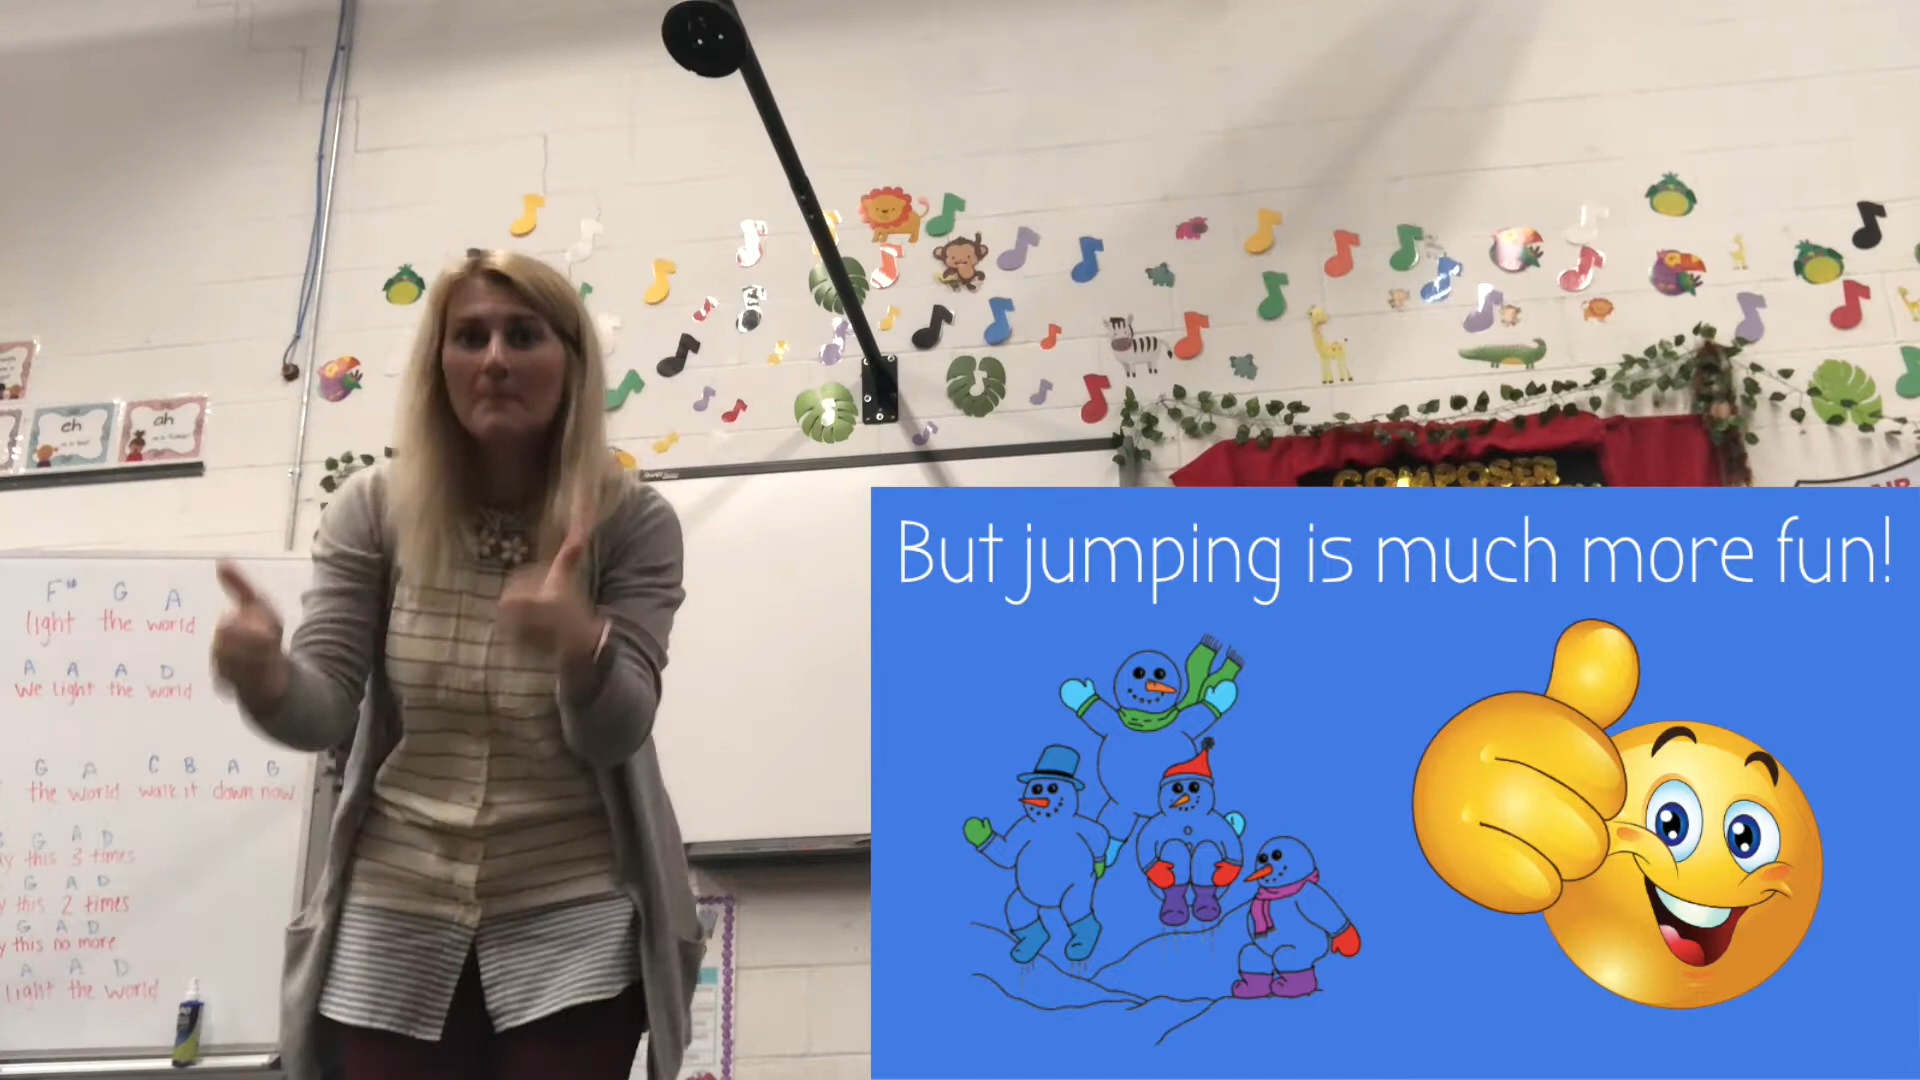 eh
ah
COMPOSER
But jumping is much more fun!
F# G A
light the world
A A A D
We light the world
G A C B A G
the world walk it down now
G A D
this 3 times
G A D
this 2 times
G A D
this no more
A A D
light the world